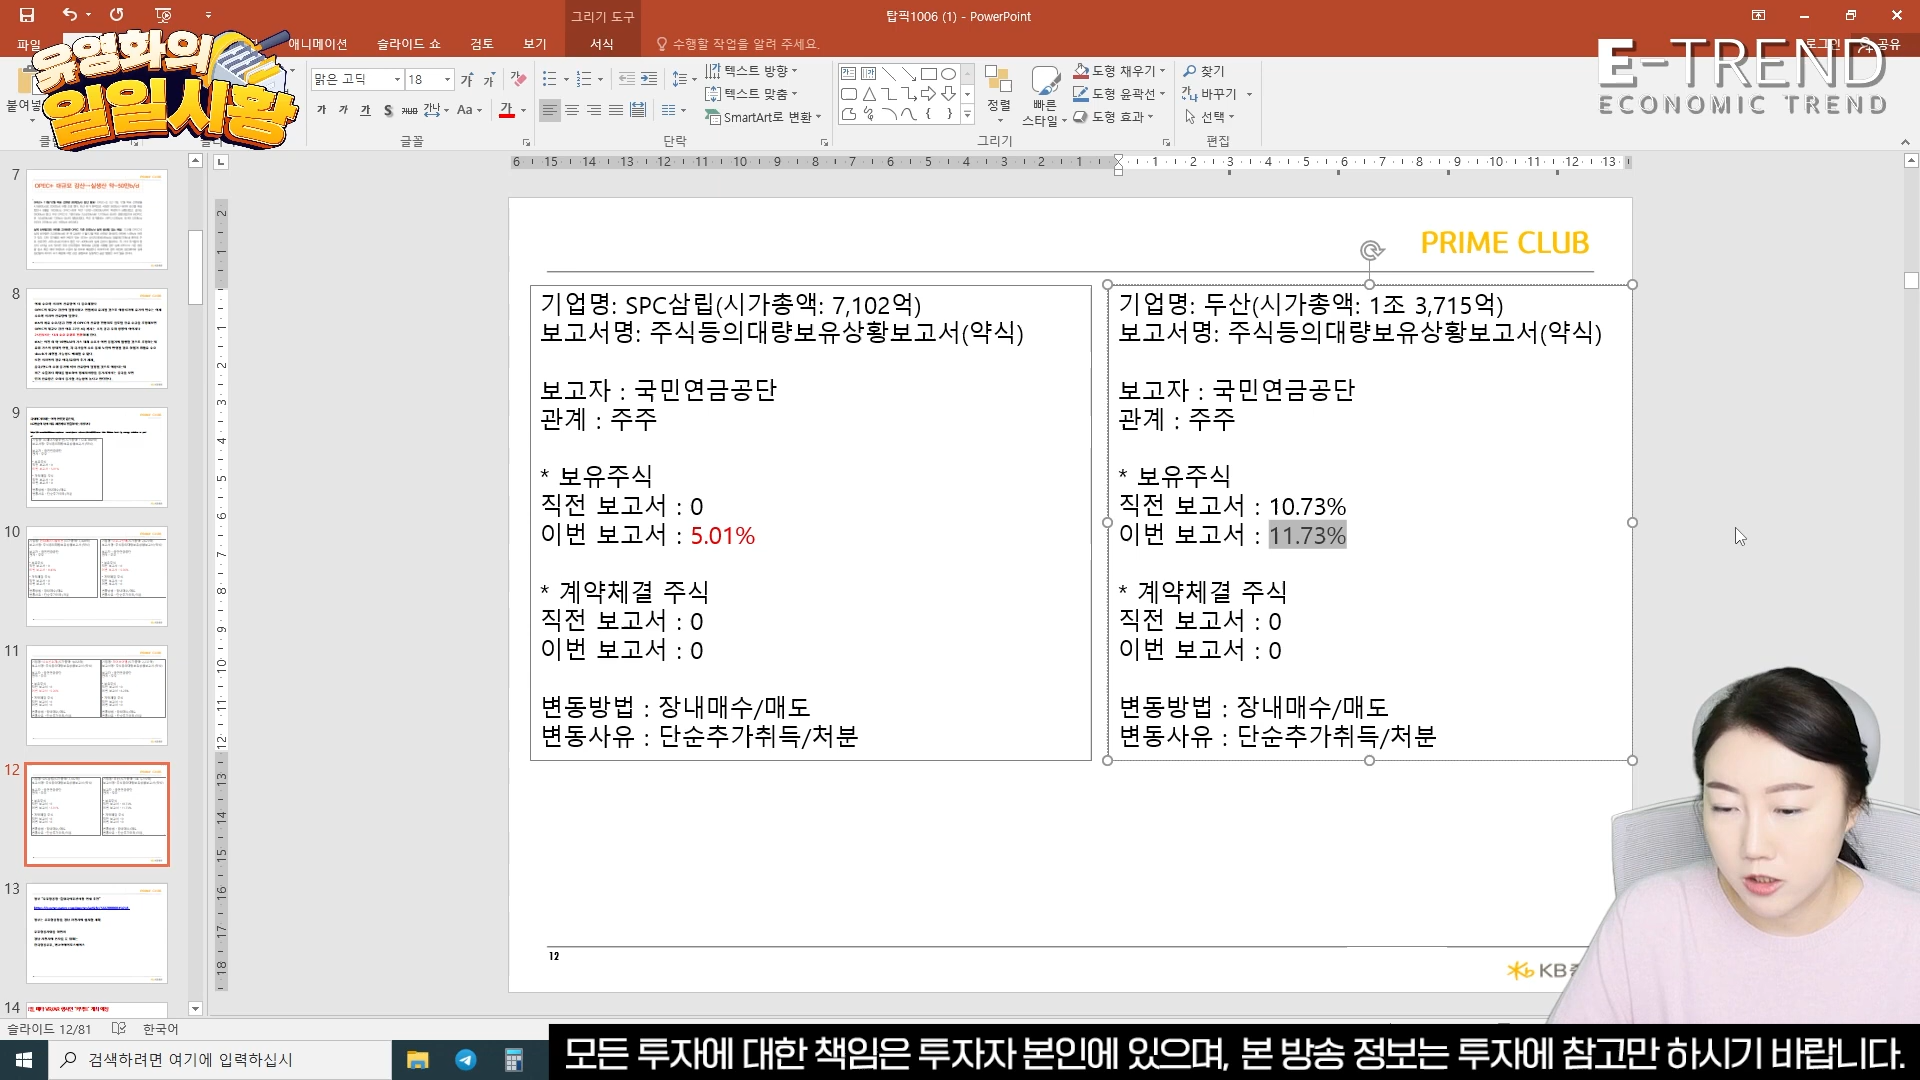 그리기 도구
탑픽1006 (1) - PowerPoint
파일
애니메이션
슬라이드 쇼
검토
보기
서식
수행할 작업을 알려 주세요.
로그인
공유
유영화의
일일시황
E-TREND
ECONOMIC TREND
맑은 고딕
18
텍스트 방향
텍스트 맞춤
SmartArt로 변환
정렬
빠른
스타일
도형 채우기
도형 윤곽선
도형 효과
찾기
바꾸기
선택
글꼴
단락
그리기
편집
PRIME CLUB
기업명: SPC삼립(시가총액: 7,102억)
보고서명: 주식등의대량보유상황보고서(약식)
보고자 : 국민연금공단
관계 : 주주
* 보유주식
직전 보고서 : 0
이번 보고서 : 5.01%
* 계약체결 주식
직전 보고서 : 0
이번 보고서 : 0
변동방법 : 장내매수/매도
변동사유 : 단순추가취득/처분
기업명: 두산(시가총액: 1조 3,715억)
보고서명: 주식등의대량보유상황보고서(약식)
보고자 : 국민연금공단
관계 : 주주
* 보유주식
직전 보고서 : 10.73%
이번 보고서 : 11.73%
* 계약체결 주식
직전 보고서 : 0
이번 보고서 : 0
변동방법 : 장내매수/매도
변동사유 : 단순추가취득/처분
12
KB
7
8
9
10
11
12
13
14
슬라이드 12/81
한국어
검색하려면 여기에 입력하십시
모든 투자에 대한 책임은 투자자 본인에 있으며, 본 방송 정보는 투자에 참고만 하시기 바랍니다.